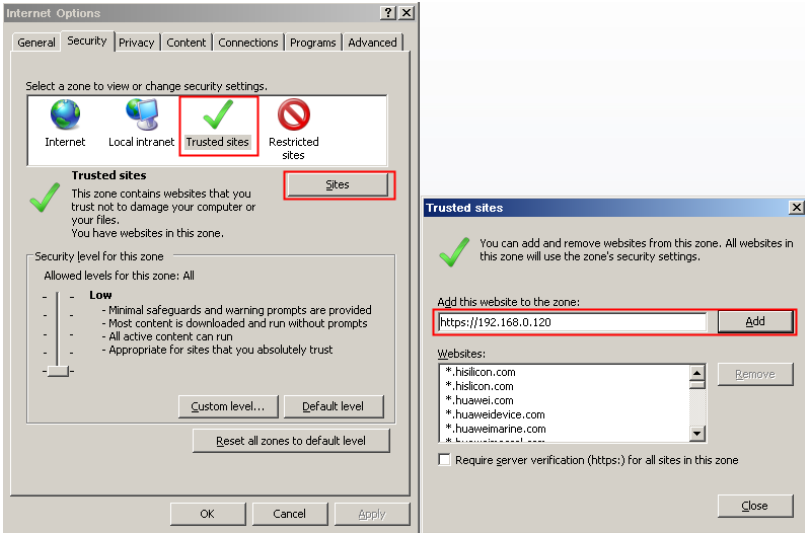 Internet Options
General Security Privacy Content Connections Programs Advanced
Select a zone to view or change security settings.
Internet Local intranet Trusted sites Restricted
sites
Trusted sites
Sites
This zone contains websites that you
trust not to damage your computer or
your files.
You have websites in this zone.
Security level for this zone
Allowed levels for this zone: All
Low
- Minimal safeguards and warning prompts are provided
- Most content is downloaded and run without prompts
- All active content can run
- Appropriate for sites that you absolutely trust
Custom level... Default level
Reset all zones to default level
OK Cancel Apply
Trusted sites
You can add and remove websites from this zone. All websites in
this zone will use the zone's security settings.
Add this website to the zone:
https://192.168.0.120 Add
Websites:
*.hisilicon.com
*.hislicon.com
*.huawei.com
*.huaweidevice.com
*.huaweimarine.com
Remove
Require server verification (https:) for all sites in this zone
Close